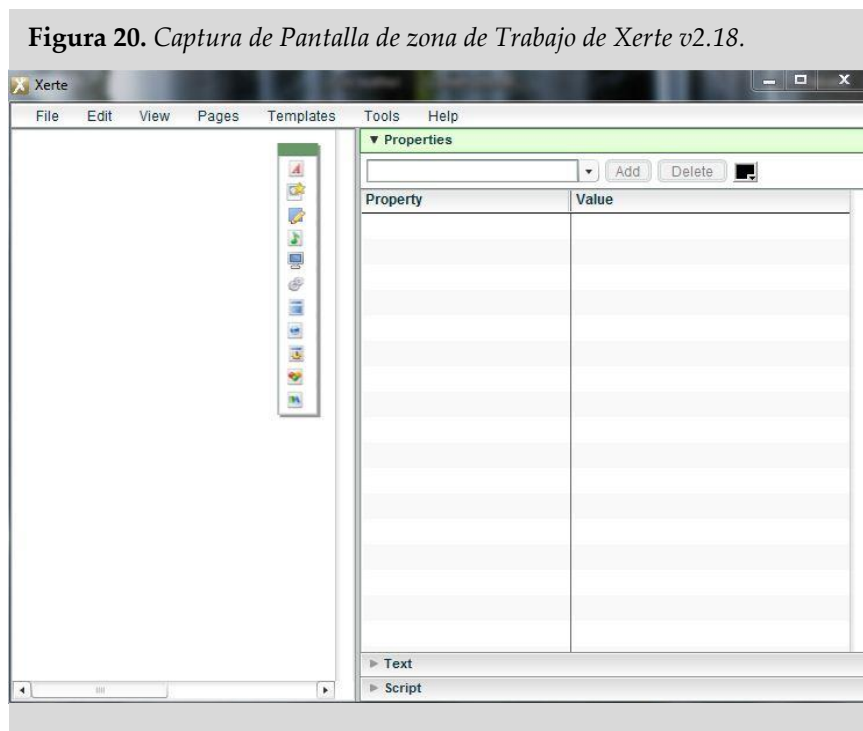 Figura 20. Captura de Pantalla de zona de Trabajo de Xerte v2.18.
Xerte
File Edit View Pages Templates Tools Help
Properties
Add Delete
Property Value
Text
Script